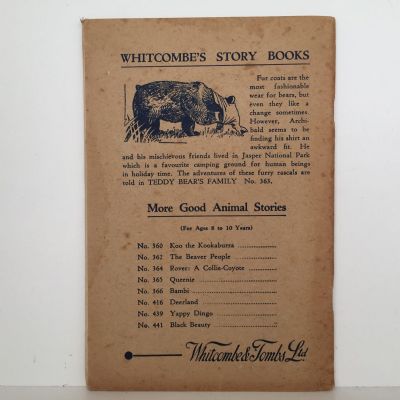 WHITCOMBE'S STORY BOOKS
Fur coats are the
most fashionable
wear for bears, but
even they like a
change sometimes.
However, Archi-
bald seems to be
finding his shirt an
awkward fit. He
and his mischievous friends lived in Jasper National Park
which is a favourite camping ground for human beings
in holiday time. The adventures of these furry rascals are
told in TEDDY BEAR'S FAMILY No. 363.
More Good Animal Stories
(For Ages 8 to 10 Years)
No. 360 Koo the Kookaburra
No. 362 The Beaver People
No. 364 Rover: A Collie-Coyote
No. 365 Queenie
No. 366 Bambi
No. 416 Deerland
No. 439 Yappy Dingo
No. 441 Black Beauty
Whitcombe & Tombs Ltd.